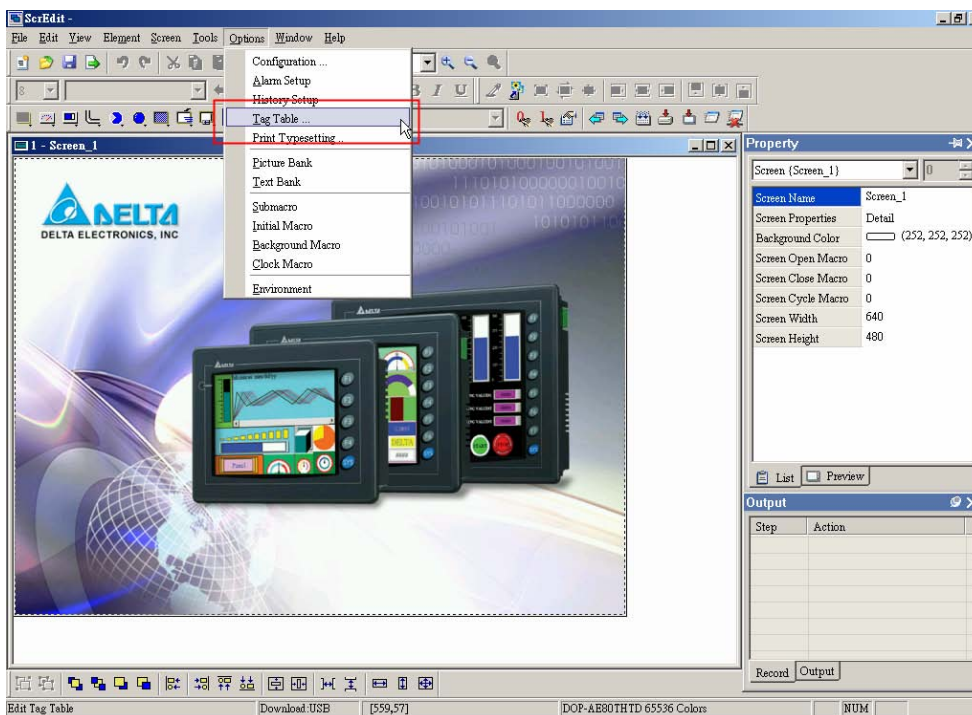 ScrEdit -
File Edit View Element Screen Tools Options Window Help
Configuration ...
Alarm Setup
History Setup
Tag Table ...
Print Typesetting ..
Picture Bank
Text Bank
Submacro
Initial Macro
Background Macro
Clock Macro
Environment
8
B I U
1 - Screen_1
DELTA
DELTA ELECTRONICS, INC
Property
Screen {Screen_1}
0
Screen Name Screen_1
Screen Properties Detail
Background Color (252, 252, 252)
Screen Open Macro 0
Screen Close Macro 0
Screen Cycle Macro 0
Screen Width 640
Screen Height 480
List Preview
Output
Step Action
Record Output
Edit Tag Table Download:USB [559,57] DOP-AE80THTD 65536 Colors NUM